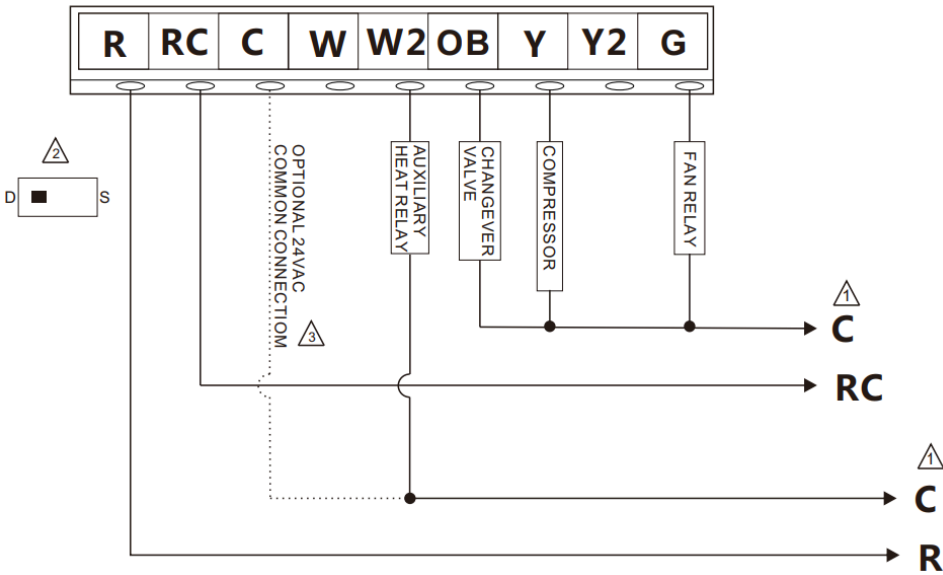 R RC C W W2 OB Y Y2 G
2
D S
OPTIONAL 24VAC
COMMON CONNECTIOM
3
AUXILIARY
HEAT RELAY
CHANGEVER
VALVE
COMPRESSOR
FAN RELAY
1
C
RC
1
C
R